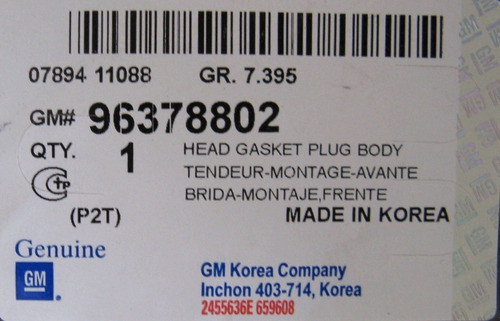 07894 11088 GR. 7.395
GM# 96378802
QTY. 1 HEAD GASKET PLUG BODY
TENDEUR-MONTAGE-AVANTE
BRIDA-MONTAJE,FRENTE
(P2T) MADE IN KOREA
Genuine
GM
GM Korea Company
Inchon 403-714, Korea
2455636E 659608